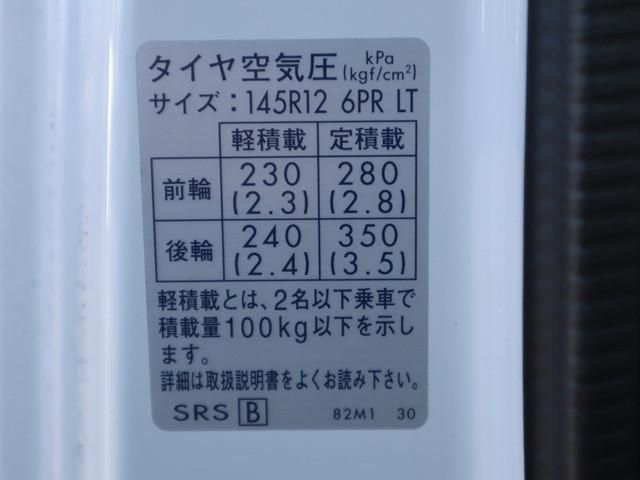 タイヤ空気圧 kPa (kgf/cm²)
サイズ：145R12 6PR LT
軽積載 定積載
前輪 230 (2.3) 280 (2.8)
後輪 240 (2.4) 350 (3.5)
軽積載とは、2名以下乗車で
積載量100kg以下を示し
ます。
詳細は取扱説明書をよくお読み下さい。
SRS B 82M1 30